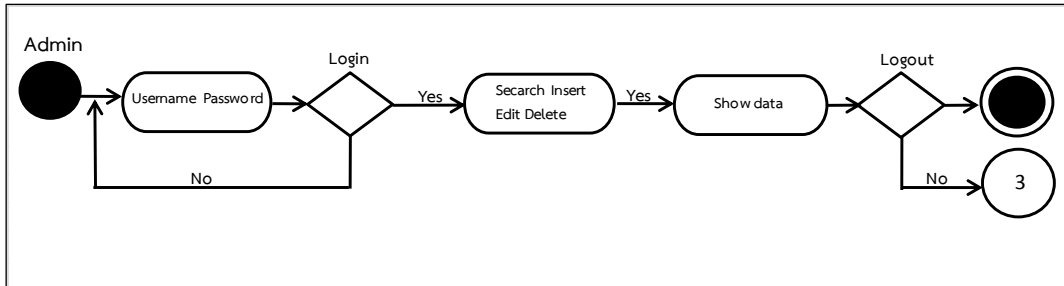 Admin
Username Password
Login
Yes
No
Secarch Insert
Edit Delete
Yes
Show data
Logout
No
3